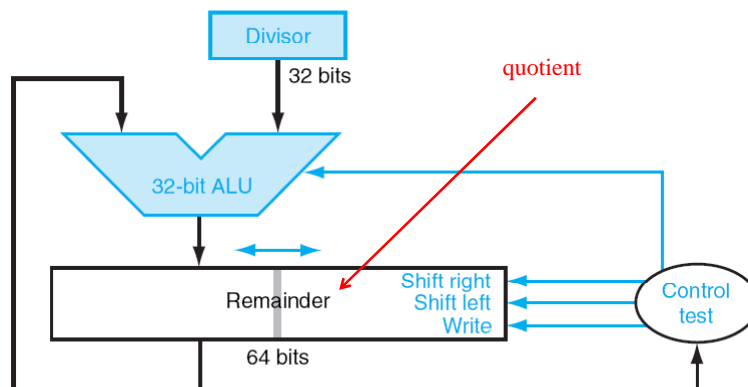 Divisor
32 bits
quotient
32-bit ALU
Remainder
Shift right
Shift left
Write
Control
test
64 bits